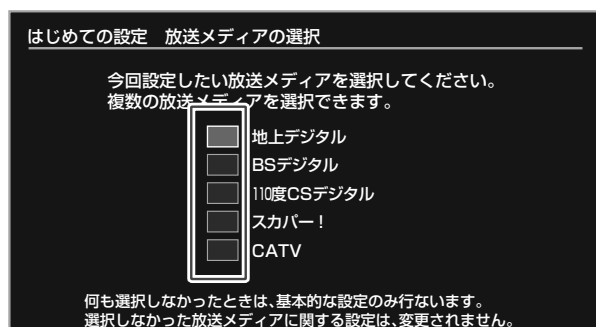 はじめての設定　放送メディアの選択
今回設定したい放送メディアを選択してください。
複数の放送メディアを選択できます。
地上デジタル
BSデジタル
110度CSデジタル
スカパー！
CATV
何も選択しなかったときは、基本的な設定のみ行ないます。
選択しなかった放送メディアに関する設定は、変更されません。